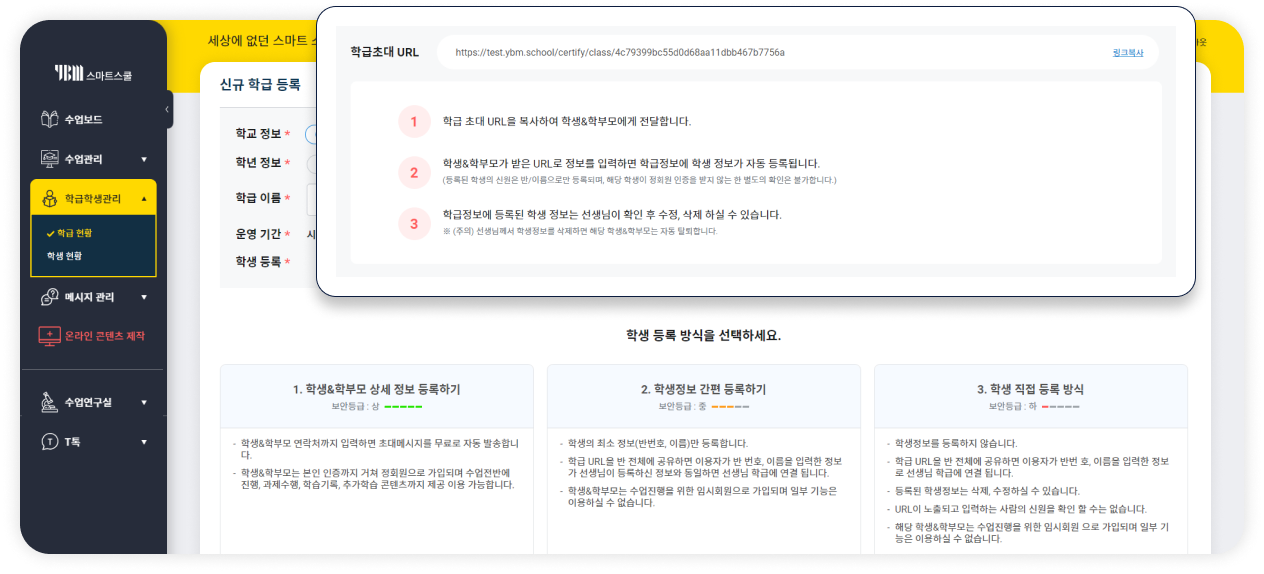 YBM 스마트스쿨
수업보드
수업관리
학급학생관리
학급 현황
학생 현황
메시지 관리
온라인 콘텐츠 제작
수업연구실
T톡
세상에 없던 스마트
신규 학급 등록
학교 정보 *
학년 정보 *
학급 이름 *
운영 기간 *
학생 등록 *
학급초대 URL
https://test.ybm.school/certify/class/4c79399bc55d0d68aa11dbb467b7756a
링크복사
1
학급 초대 URL을 복사하여 학생&학부모에게 전달합니다.
2
학생&학부모가 받은 URL로 정보를 입력하면 학급정보에 학생 정보가 자동 등록됩니다.
(등록된 학생의 신원은 반/이름으로만 등록되며, 해당 학생이 정회원 인증을 받지 않는 한 별도의 확인은 불가합니다.)
3
학급정보에 등록된 학생 정보는 선생님이 확인 후 수정, 삭제 하실 수 있습니다.
※ (주의) 선생님께서 학생정보를 삭제하면 해당 학생&학부모는 자동 탈퇴합니다.
학생 등록 방식을 선택하세요.
1. 학생&학부모 상세 정보 등록하기
보안등급 : 상
- 학생&학부모 연락처까지 입력하면 초대메시지를 무료로 자동 발송합니
다.
- 학생&학부모는 본인 인증까지 거쳐 정회원으로 가입되며 수업전반에
진행, 과제수행, 학습기록, 추가학습 콘텐츠까지 제공 이용 가능합니다.
2. 학생정보 간편 등록하기
보안등급 : 중
- 학생의 최소 정보(반번호, 이름)만 등록합니다.
- 학급 URL을 반 전체에 공유하면 이용자가 반 번호, 이름을 입력한 정보
가 선생님이 등록하신 정보와 동일하면 선생님 학급에 연결 됩니다.
- 학생&학부모는 수업진행을 위한 임시회원으로 가입되며 일부 기능은
이용하실 수 없습니다.
3. 학생 직접 등록 방식
보안등급 : 하
- 학생정보를 등록하지 않습니다.
- 학급 URL을 반 전체에 공유하면 이용자가 반번 호, 이름을 입력한 정보
로 선생님 학급에 연결 됩니다.
- 등록된 학생정보는 삭제, 수정하실 수 있습니다.
- URL이 노출되고 입력하는 사람의 신원을 확인 할 수는 없습니다.
- 해당 학생&학부모는 수업진행을 위한 임시회원 으로 가입되며 일부 기
능은 이용하실 수 없습니다.